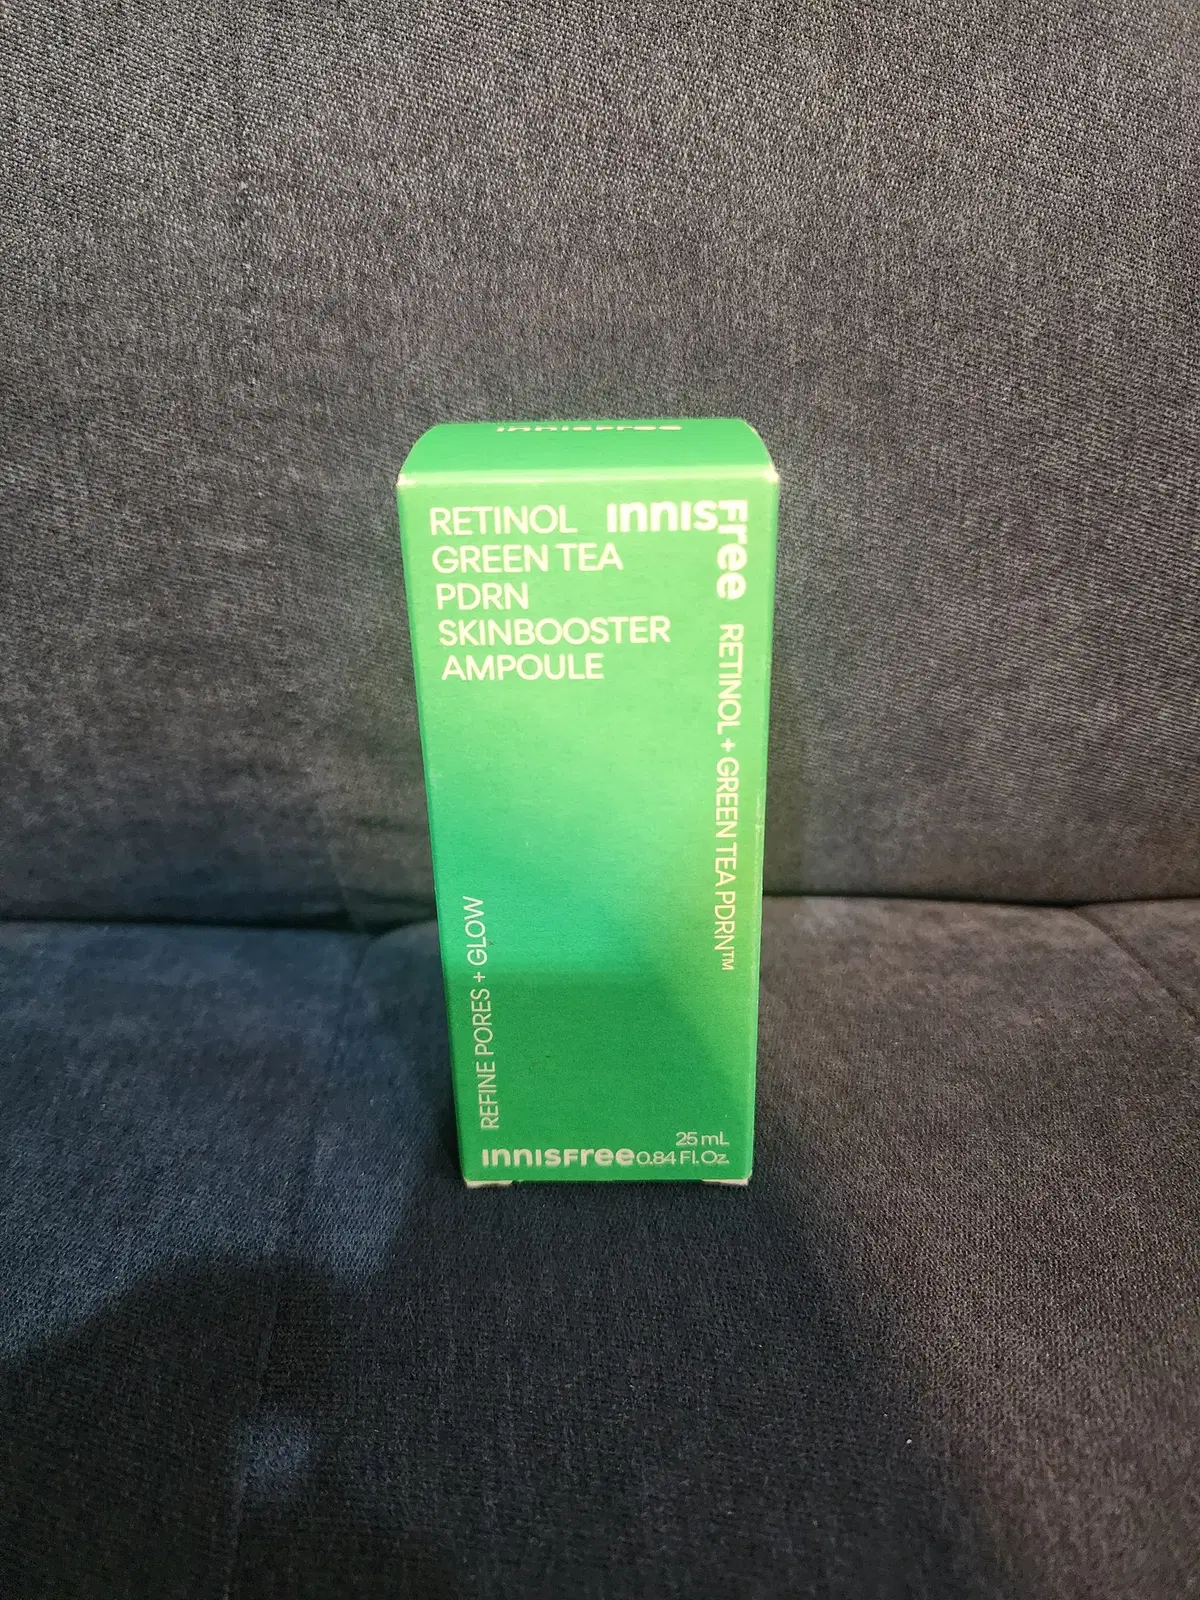 innisfree
RETINOL
GREEN TEA
PDRN
SKINBOOSTER
AMPOULE
innisfree
RETINOL + GREEN TEA PDRN™
REFINE PORES + GLOW
25 mL
innisfree 0.84 Fl. Oz.